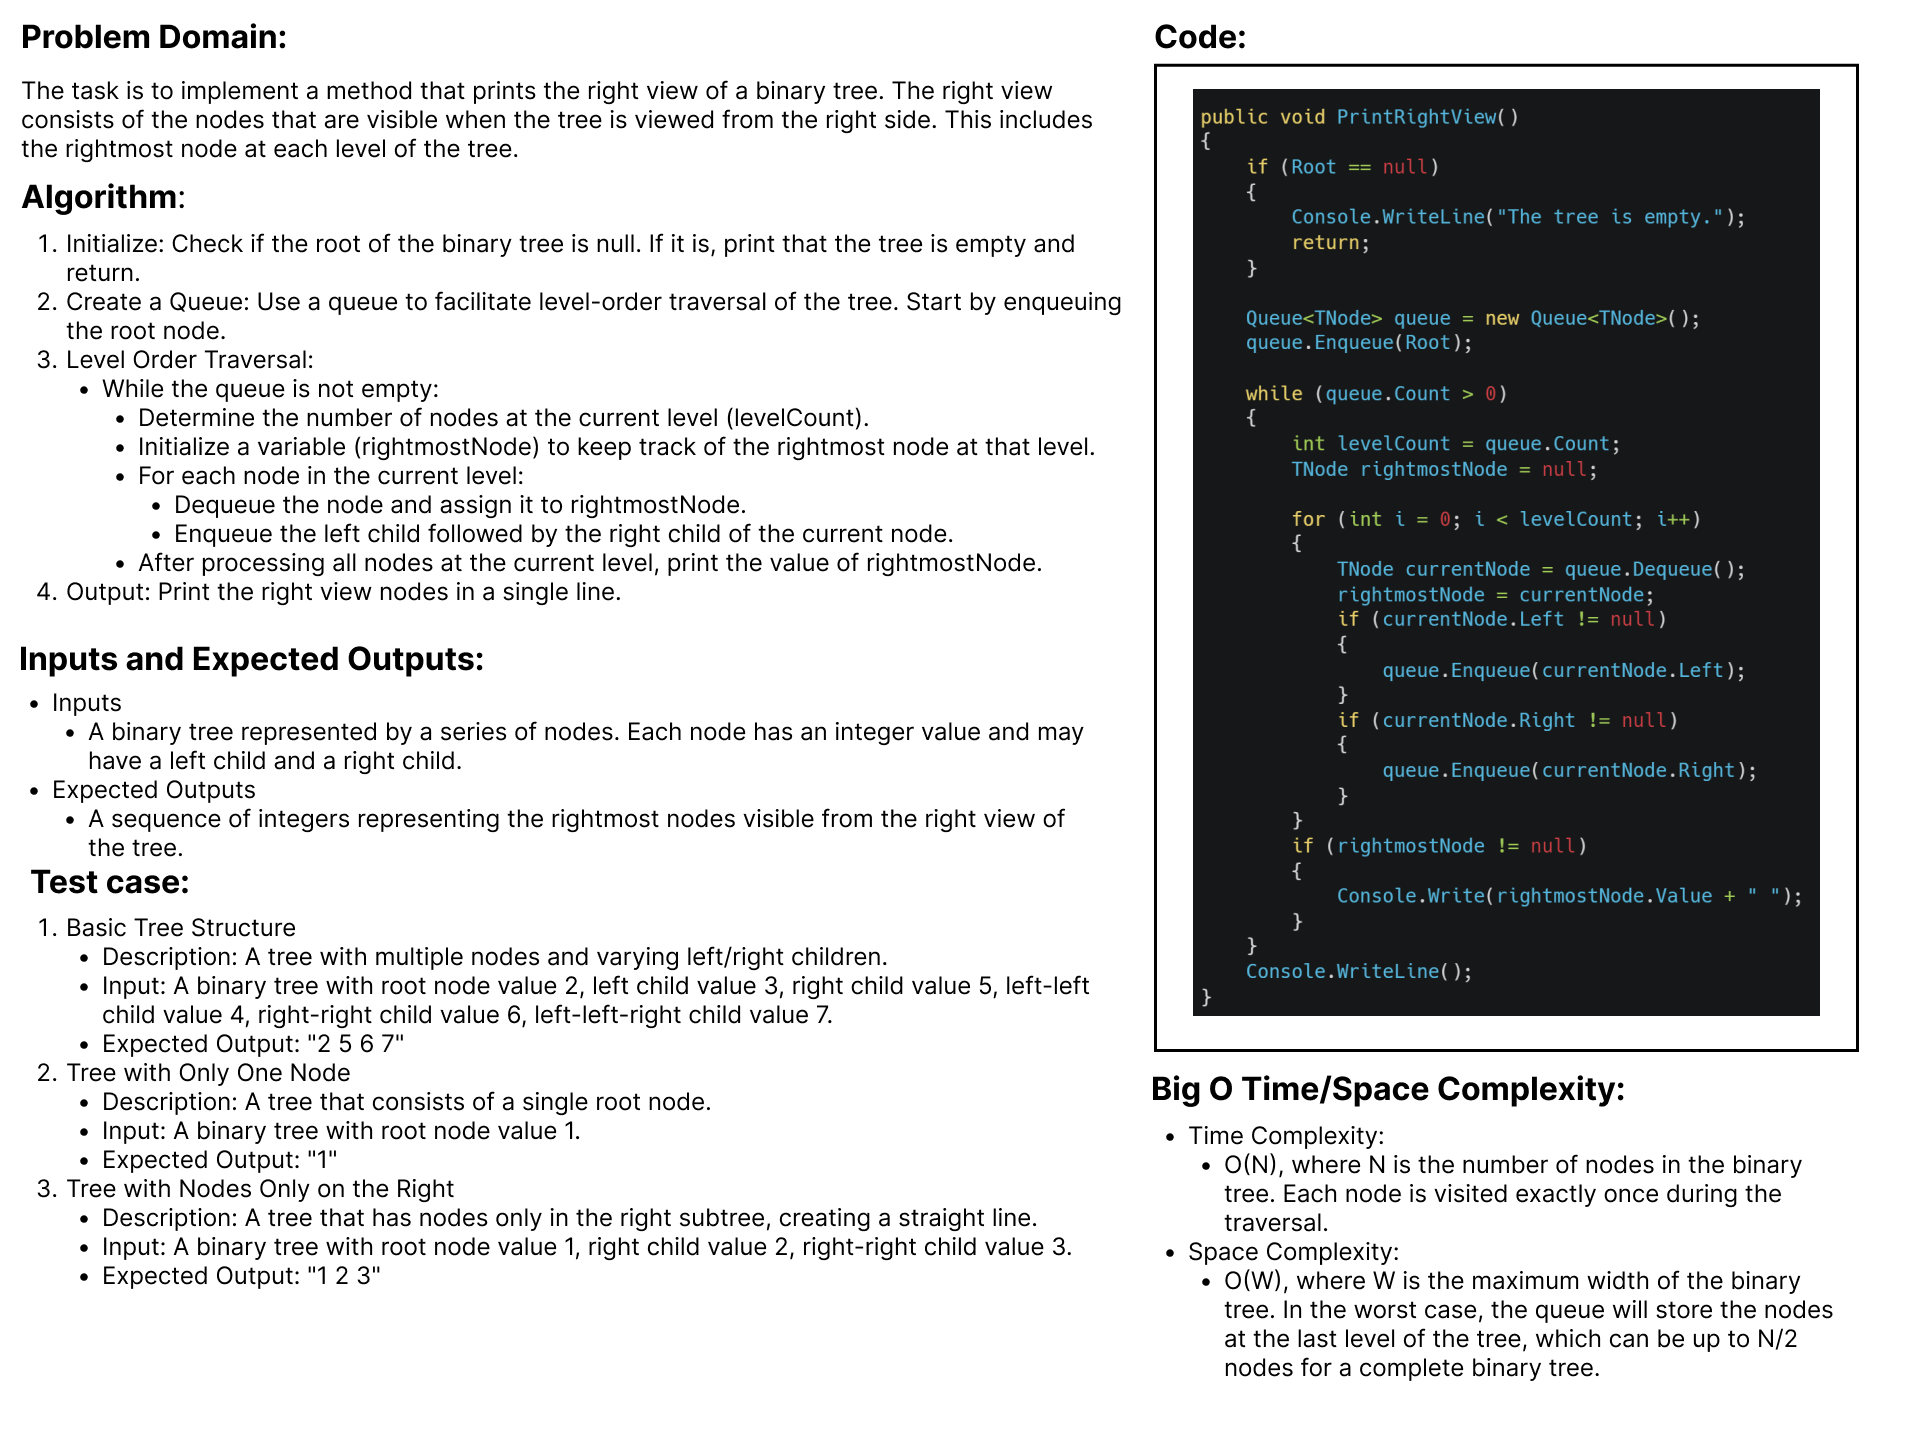 Problem Domain:
The task is to implement a method that prints the right view of a binary tree. The right view
consists of the nodes that are visible when the tree is viewed from the right side. This includes
the rightmost node at each level of the tree.
Algorithm:
1. Initialize: Check if the root of the binary tree is null. If it is, print that the tree is empty and
return.
2. Create a Queue: Use a queue to facilitate level-order traversal of the tree. Start by enqueuing
the root node.
3. Level Order Traversal:
• While the queue is not empty:
• Determine the number of nodes at the current level (levelCount).
• Initialize a variable (rightmostNode) to keep track of the rightmost node at that level.
• For each node in the current level:
• Dequeue the node and assign it to rightmostNode.
• Enqueue the left child followed by the right child of the current node.
• After processing all nodes at the current level, print the value of rightmostNode.
4. Output: Print the right view nodes in a single line.
Inputs and Expected Outputs:
• Inputs
• A binary tree represented by a series of nodes. Each node has an integer value and may
have a left child and a right child.
• Expected Outputs
• A sequence of integers representing the rightmost nodes visible from the right view of
the tree.
Test case:
1. Basic Tree Structure
• Description: A tree with multiple nodes and varying left/right children.
• Input: A binary tree with root node value 2, left child value 3, right child value 5, left-left
child value 4, right-right child value 6, left-left-right child value 7.
• Expected Output: "2 5 6 7"
2. Tree with Only One Node
• Description: A tree that consists of a single root node.
• Input: A binary tree with root node value 1.
• Expected Output: "1"
3. Tree with Nodes Only on the Right
• Description: A tree that has nodes only in the right subtree, creating a straight line.
• Input: A binary tree with root node value 1, right child value 2, right-right child value 3.
• Expected Output: "1 2 3"
Code:
public void PrintRightView()
{
    if (Root == null)
    {
        Console.WriteLine("The tree is empty.");
        return;
    }

    Queue<TNode> queue = new Queue<TNode>();
    queue.Enqueue(Root);

    while (queue.Count > 0)
    {
        int levelCount = queue.Count;
        TNode rightmostNode = null;

        for (int i = 0; i < levelCount; i++)
        {
            TNode currentNode = queue.Dequeue();
            rightmostNode = currentNode;
            if (currentNode.Left != null)
            {
                queue.Enqueue(currentNode.Left);
            }
            if (currentNode.Right != null)
            {
                queue.Enqueue(currentNode.Right);
            }
        }
        if (rightmostNode != null)
        {
            Console.Write(rightmostNode.Value + " ");
        }
    }
    Console.WriteLine();
}
Big O Time/Space Complexity:
• Time Complexity:
• O(N), where N is the number of nodes in the binary
tree. Each node is visited exactly once during the
traversal.
• Space Complexity:
• O(W), where W is the maximum width of the binary
tree. In the worst case, the queue will store the nodes
at the last level of the tree, which can be up to N/2
nodes for a complete binary tree.